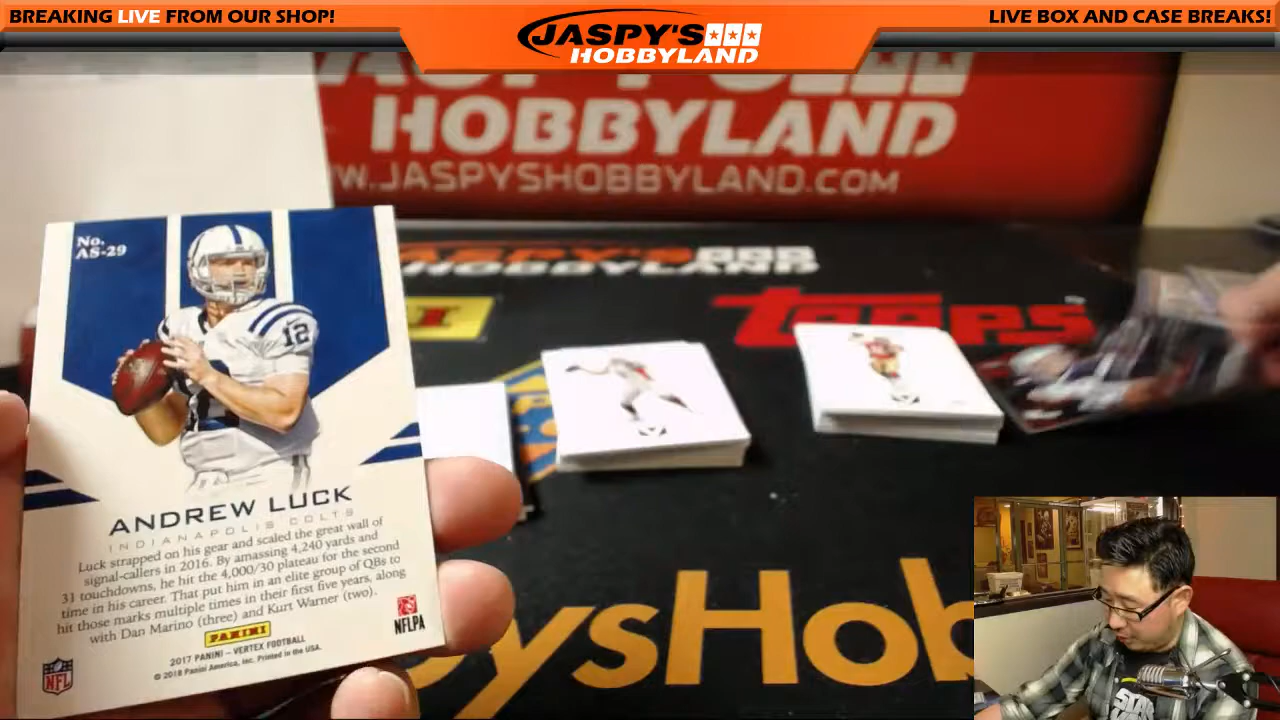 BREAKING LIVE FROM OUR SHOP!
JASPY'S
HOBBYLAND
LIVE BOX AND CASE BREAKS!
HOBBYLAND
WW.JASPYSHOBBYLAND.COM
HOBBYLAND
TOPPS
No.
AS-29
12
ANDREW LUCK
INDIANAPOLIS COLTS
Luck strapped on his gear and scaled the great wall of
signal-callers in 2016. By amassing 4,240 yards and
31 touchdowns, he hit the 4,000/30 plateau for the second
time in his career. That put him in an elite group of QBs to
hit those marks multiple times in their first five years, along
with Dan Marino (three) and Kurt Warner (two).
PANINI
2017 PANINI – VERTEX FOOTBALL
© 2018 Panini America, Inc. Printed in the USA.
NFL
NFLPA
pysHob
STAR